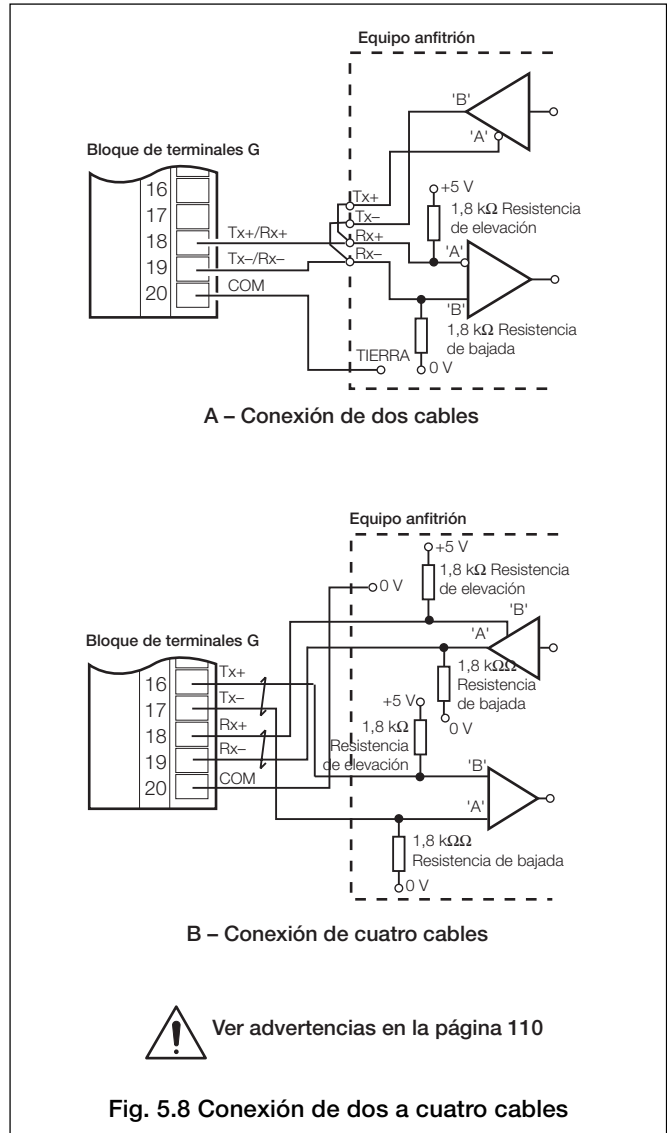 Equipo anfitrión
'B'
'A'
Bloque de terminales G
16
17
18
19
20
Tx+/Rx+
Tx–/Rx–
COM
Tx+
Tx–
Rx+
Rx–
+5 V
1,8 kΩ Resistencia
de elevación
'A'
'B'
1,8 kΩ Resistencia
de bajada
TIERRA
0 V
A – Conexión de dos cables
Equipo anfitrión
+5 V
1,8 kΩ Resistencia
de elevación
0 V
'B'
'A'
Bloque de terminales G
16
17
18
19
20
Tx+
Tx–
Rx+
Rx–
COM
1,8 kΩΩ
Resistencia
de bajada
0 V
+5 V
1,8 kΩ
Resistencia
de elevación
'B'
'A'
1,8 kΩΩ
Resistencia de bajada
0 V
B – Conexión de cuatro cables
Ver advertencias en la página 110
Fig. 5.8 Conexión de dos a cuatro cables